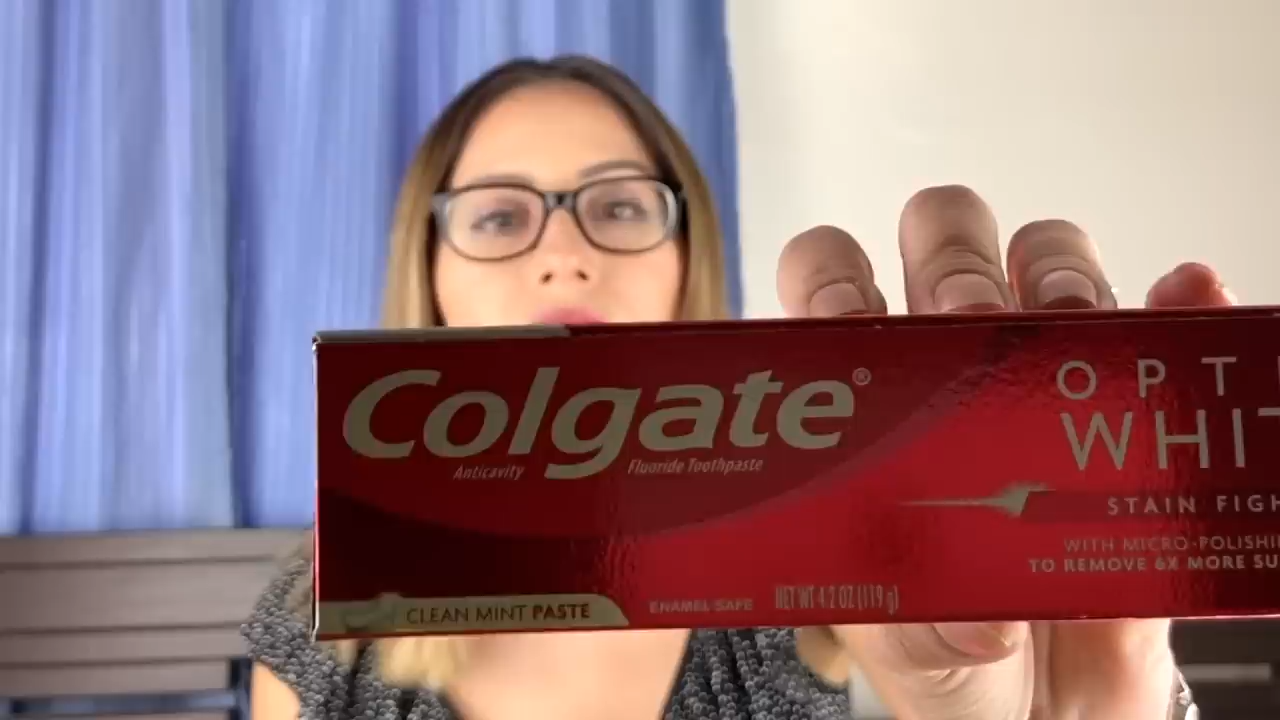 Colgate®
Anticavity Fluoride Toothpaste
OPTI
WHIT
STAIN FIGH
WITH MICRO-POLISHI
TO REMOVE 6X MORE SU
CLEAN MINT PASTE
ENAMEL SAFE
NET WT 4.2 OZ (119 g)